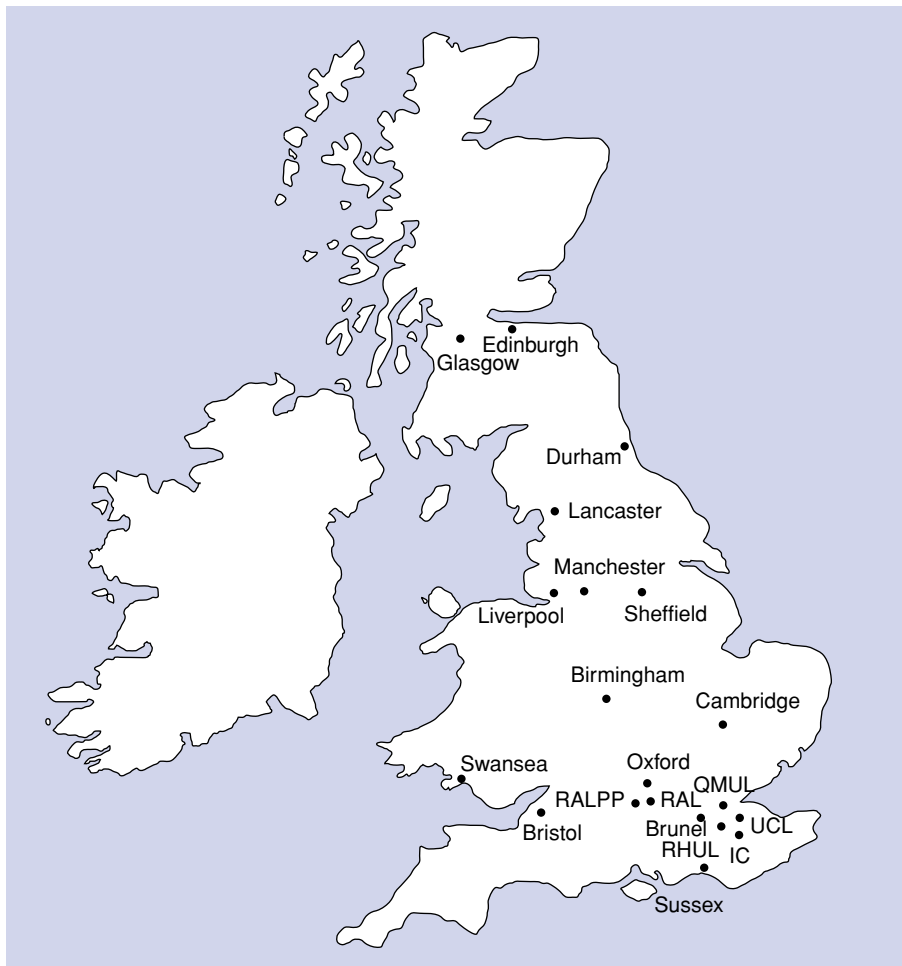 Edinburgh
Glasgow
Durham
Lancaster
Manchester
Liverpool
Sheffield
Birmingham
Cambridge
Swansea
Oxford
QMUL
RALPP
RAL
Bristol
Brunel
UCL
RHUL
IC
Sussex